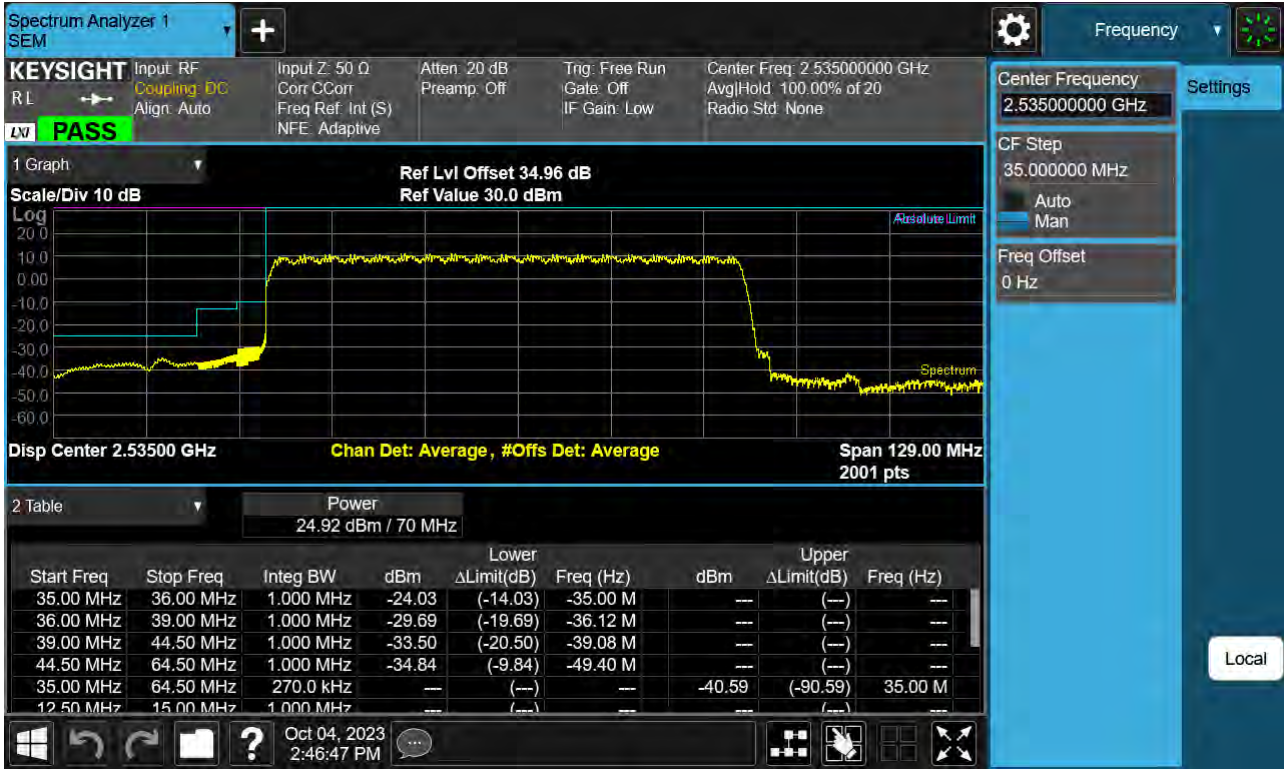 Spectrum Analyzer 1
SEM
Frequency
KEYSIGHT
R L
LXI
PASS
Input: RF
Coupling: DC
Align: Auto
Input Z: 50 Ω
Corr CCorr
Freq Ref: Int (S)
NFE: Adaptive
Atten: 20 dB
Preamp: Off
Trig: Free Run
Gate: Off
IF Gain: Low
Center Freq: 2.535000000 GHz
Avg|Hold: 100.00% of 20
Radio Std: None
Center Frequency
2.535000000 GHz
Settings
CF Step
35.000000 MHz
Auto
Man
Freq Offset
0 Hz
Local
1 Graph
Scale/Div 10 dB
Ref Lvl Offset 34.96 dB
Ref Value 30.0 dBm
Log
Absolute Limit
20.0
10.0
0.00
-10.0
-20.0
-30.0
-40.0
-60.0
Spectrum
Disp Center 2.53500 GHz
Chan Det: Average, #Offs Det: Average
Span 129.00 MHz
2001 pts
2 Table
Power
24.92 dBm / 70 MHz
Lower Upper
Start Freq Stop Freq Integ BW dBm ΔLimit(dB) Freq (Hz) dBm ΔLimit(dB) Freq (Hz)
35.00 MHz 36.00 MHz 1.000 MHz -24.03 (-14.03) -35.00 M --- (---) ---
36.00 MHz 39.00 MHz 1.000 MHz -29.69 (-19.69) -36.12 M --- (---) ---
39.00 MHz 44.50 MHz 1.000 MHz -33.50 (-20.50) -39.08 M --- (---) ---
44.50 MHz 64.50 MHz 1.000 MHz -34.84 (-9.84) -49.40 M --- (---) ---
35.00 MHz 64.50 MHz 270.0 kHz --- (---) --- -40.59 (-90.59) 35.00 M
12.50 MHz 15.00 MHz 1.000 MHz --- (---) --- --- (---) ---
Oct 04, 2023
2:46:47 PM